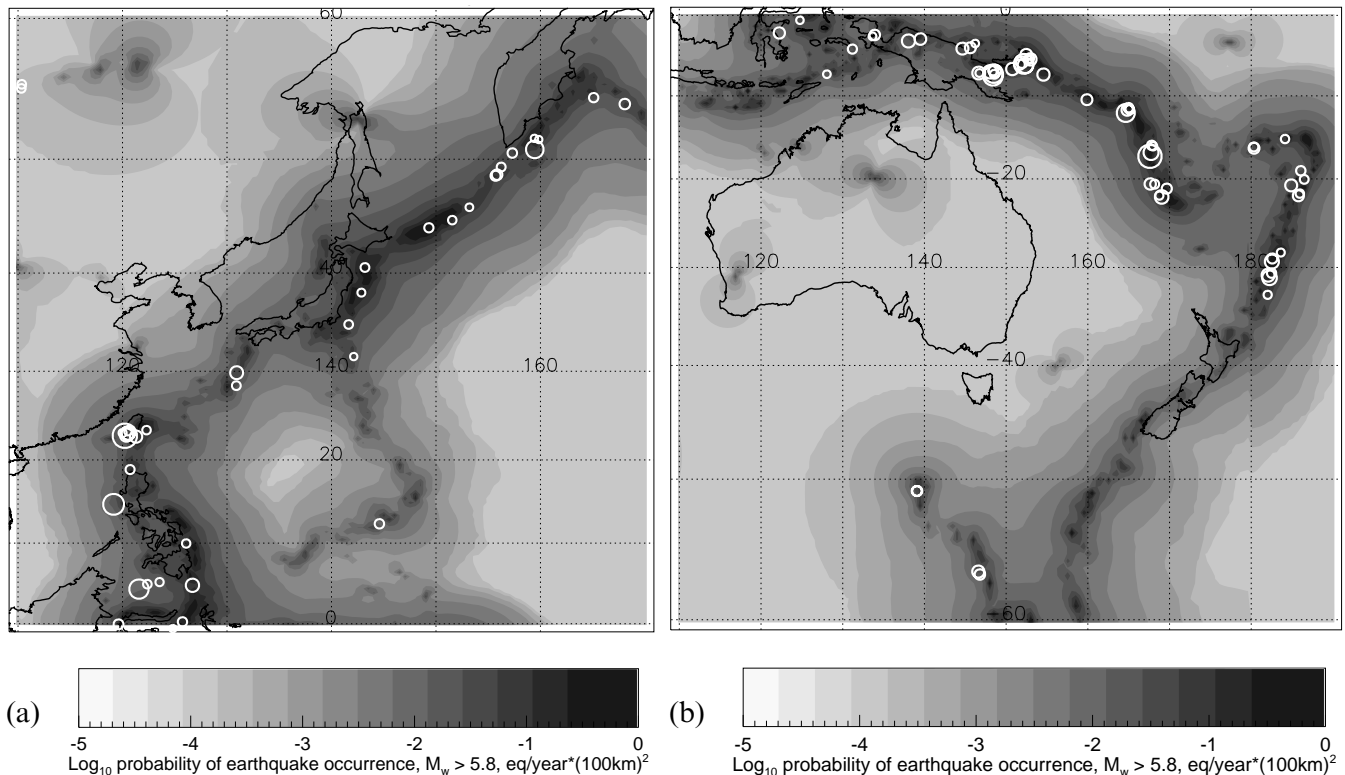 60
40
120
140
160
20
0
0
-20
120
140
160
180
-40
-60
(a)
-5 -4 -3 -2 -1 0
Log10 probability of earthquake occurrence, Mw > 5.8, eq/year*(100km)2
(b)
-5 -4 -3 -2 -1 0
Log10 probability of earthquake occurrence, Mw > 5.8, eq/year*(100km)2